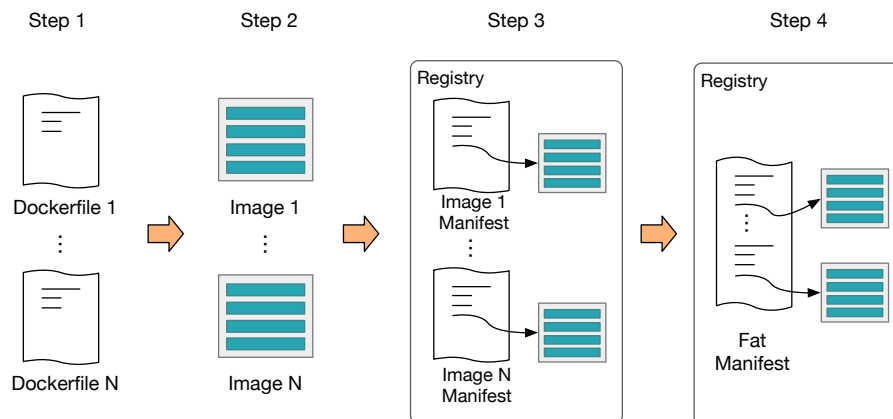 Step 1
Step 2
Step 3
Step 4
Registry
Registry
Dockerfile 1
Image 1
Image 1
Manifest
⋮
⋮
⋮
⋮
Dockerfile N
Image N
Image N
Manifest
Fat
Manifest